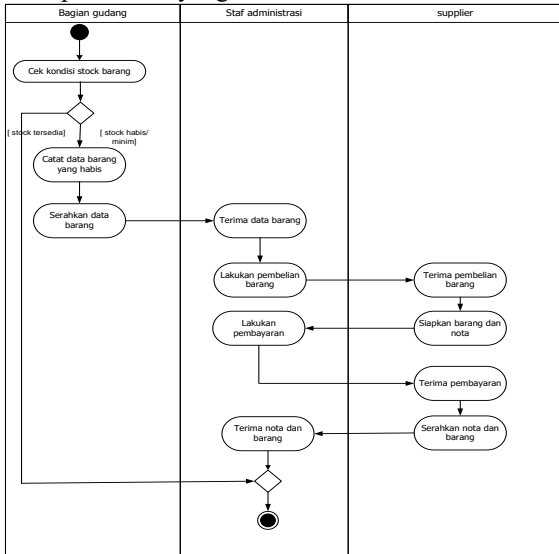 Bagian gudang
Staf administrasi
supplier
Cek kondisi stock barang
[ stock tersedia]
[ stock habis/
minim]
Catat data barang
yang habis
Serahkan data
barang
Terima data barang
Lakukan pembelian
barang
Terima pembelian
barang
Lakukan
pembayaran
Siapkan barang dan
nota
Terima pembayaran
Terima nota dan
barang
Serahkan nota dan
barang